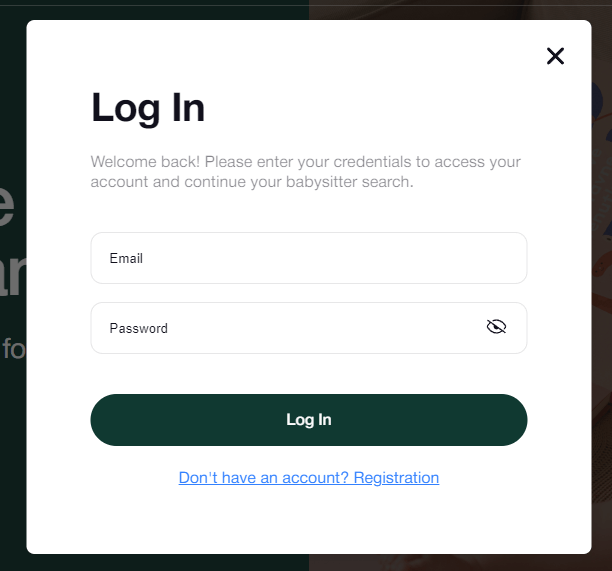 Log In
Welcome back! Please enter your credentials to access your
account and continue your babysitter search.
Email
Password
Log In
Don't have an account? Registration
fo